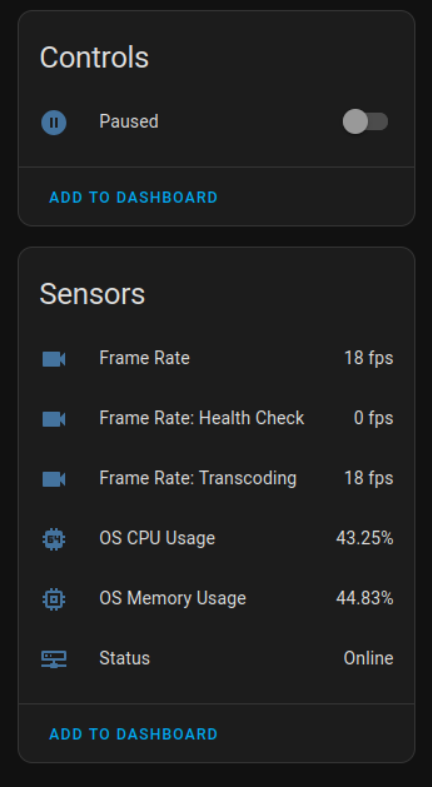 Controls
Paused
ADD TO DASHBOARD
Sensors
Frame Rate 18 fps
Frame Rate: Health Check 0 fps
Frame Rate: Transcoding 18 fps
OS CPU Usage 43.25%
OS Memory Usage 44.83%
Status Online
ADD TO DASHBOARD